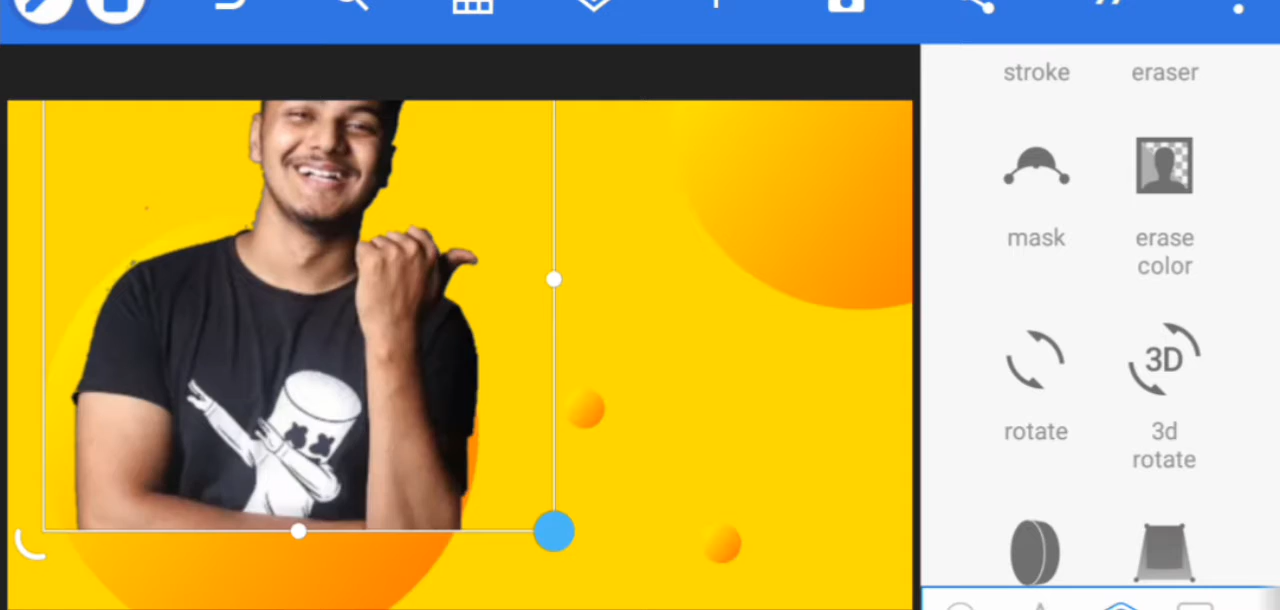 stroke
eraser
mask
erase
color
3D
rotate
3d
rotate